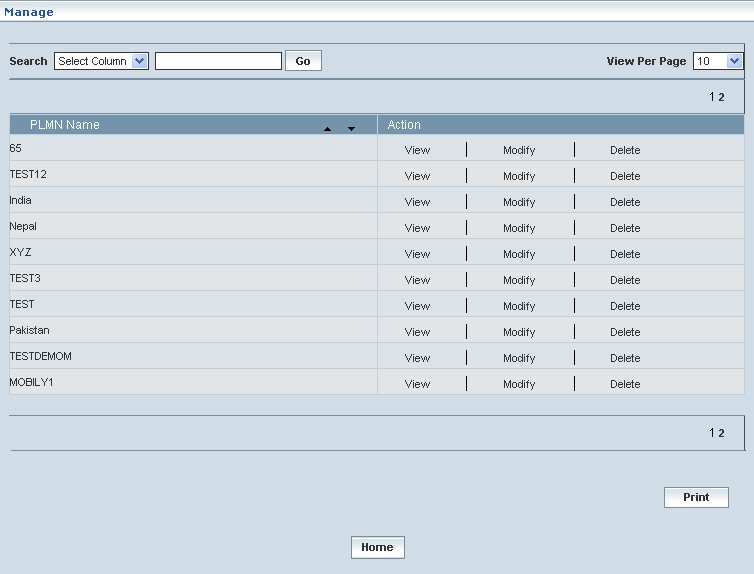 Manage
Search Select Column Go View Per Page 10
1 2
PLMN Name Action
65 View Modify Delete
TEST12 View Modify Delete
India View Modify Delete
Nepal View Modify Delete
XYZ View Modify Delete
TEST3 View Modify Delete
TEST View Modify Delete
Pakistan View Modify Delete
TESTDEMOM View Modify Delete
MOBILY1 View Modify Delete
1 2
Print
Home